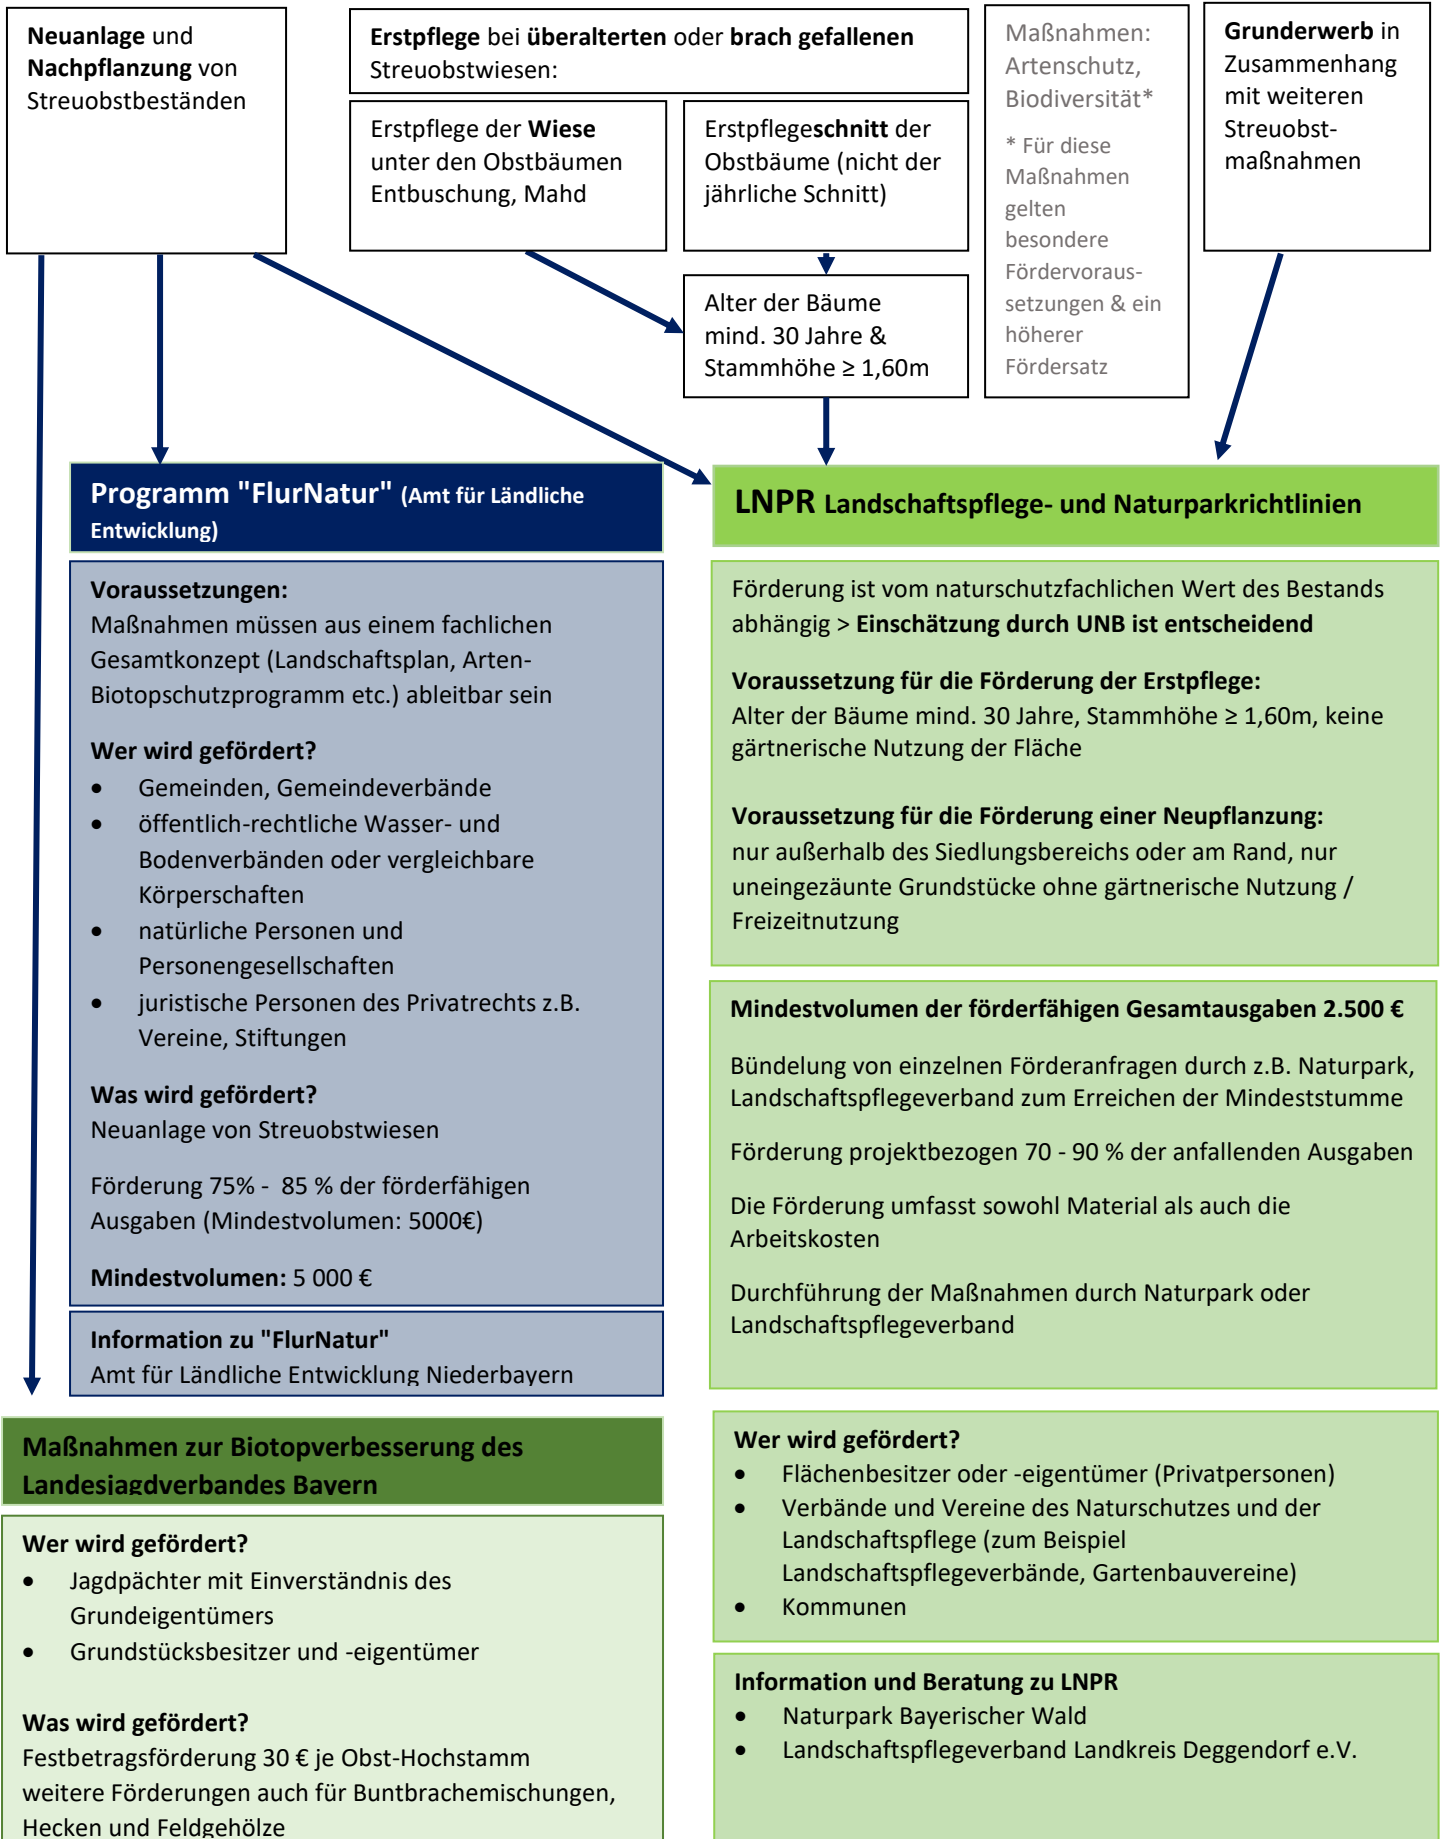 Neuanlage und
Nachpflanzung von
Streuobstbeständen
Erstpflege bei überalterten oder brach gefallenen
Streuobstwiesen:
Erstpflege der Wiese
unter den Obstbäumen
Entbuschung, Mahd
Erstpflegeschnitt der
Obstbäume (nicht der
jährliche Schnitt)
Alter der Bäume
mind. 30 Jahre &
Stammhöhe ≥ 1,60m
Maßnahmen:
Artenschutz,
Biodiversität*
* Für diese
Maßnahmen
gelten
besondere
Fördervoraus-
setzungen & ein
höherer
Fördersatz
Grunderwerb in
Zusammenhang
mit weiteren
Streuobst-
maßnahmen
Programm "FlurNatur" (Amt für Ländliche
Entwicklung)
Voraussetzungen:
Maßnahmen müssen aus einem fachlichen
Gesamtkonzept (Landschaftsplan, Arten-
Biotopschutzprogramm etc.) ableitbar sein
Wer wird gefördert?
• Gemeinden, Gemeindeverbände
• öffentlich-rechtliche Wasser- und
Bodenverbänden oder vergleichbare
Körperschaften
• natürliche Personen und
Personengesellschaften
• juristische Personen des Privatrechts z.B.
Vereine, Stiftungen
Was wird gefördert?
Neuanlage von Streuobstwiesen
Förderung 75% -  85 % der förderfähigen
Ausgaben (Mindestvolumen: 5000€)
Mindestvolumen: 5 000 €
Information zu "FlurNatur"
Amt für Ländliche Entwicklung Niederbayern
Maßnahmen zur Biotopverbesserung des
Landesjagdverbandes Bayern
Wer wird gefördert?
• Jagdpächter mit Einverständnis des
Grundeigentümers
• Grundstücksbesitzer und -eigentümer
Was wird gefördert?
Festbetragsförderung 30 € je Obst-Hochstamm
weitere Förderungen auch für Buntbrachemischungen,
Hecken und Feldgehölze
LNPR Landschaftspflege- und Naturparkrichtlinien
Förderung ist vom naturschutzfachlichen Wert des Bestands
abhängig > Einschätzung durch UNB ist entscheidend
Voraussetzung für die Förderung der Erstpflege:
Alter der Bäume mind. 30 Jahre, Stammhöhe ≥ 1,60m, keine
gärtnerische Nutzung der Fläche
Voraussetzung für die Förderung einer Neupflanzung:
nur außerhalb des Siedlungsbereichs oder am Rand, nur
uneingezäunte Grundstücke ohne gärtnerische Nutzung /
Freizeitnutzung
Mindestvolumen der förderfähigen Gesamtausgaben 2.500 €
Bündelung von einzelnen Förderanfragen durch z.B. Naturpark,
Landschaftspflegeverband zum Erreichen der Mindeststumme
Förderung projektbezogen 70 - 90 % der anfallenden Ausgaben
Die Förderung umfasst sowohl Material als auch die
Arbeitskosten
Durchführung der Maßnahmen durch Naturpark oder
Landschaftspflegeverband
Wer wird gefördert?
• Flächenbesitzer oder -eigentümer (Privatpersonen)
• Verbände und Vereine des Naturschutzes und der
Landschaftspflege (zum Beispiel
Landschaftspflegeverbände, Gartenbauvereine)
• Kommunen
Information und Beratung zu LNPR
• Naturpark Bayerischer Wald
• Landschaftspflegeverband Landkreis Deggendorf e.V.